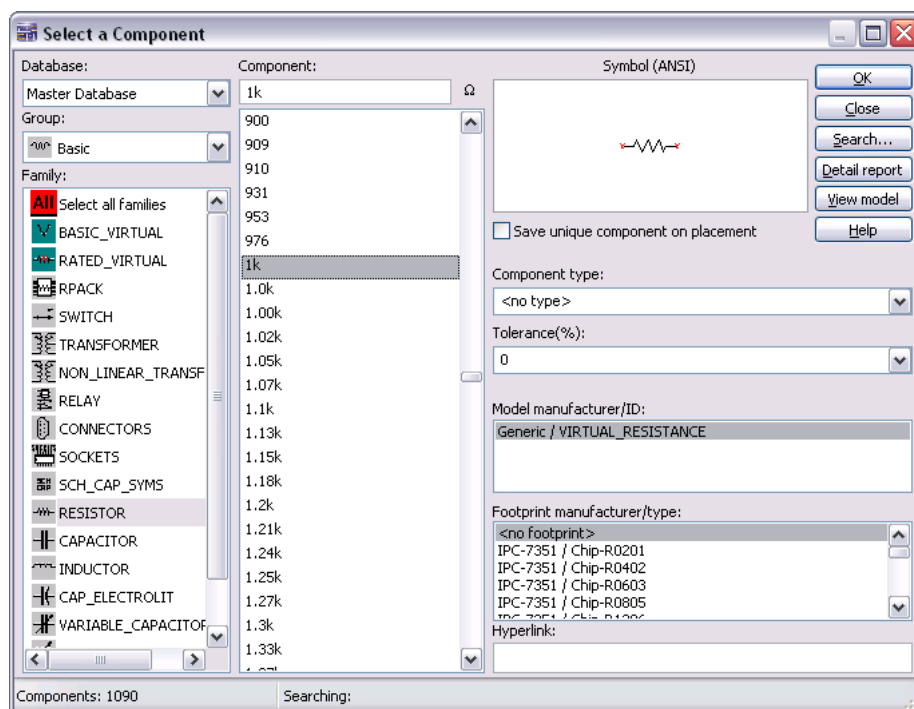 Select a Component
Database:
Master Database
Group:
Basic
Family:
All Select all families
BASIC_VIRTUAL
RATED_VIRTUAL
RPACK
SWITCH
TRANSFORMER
NON_LINEAR_TRANSF
RELAY
CONNECTORS
SOCKETS
SCH_CAP_SYMS
RESISTOR
CAPACITOR
INDUCTOR
CAP_ELECTROLIT
VARIABLE_CAPACITOR
Component:
1k Ω
900
909
910
931
953
976
1k
1.0k
1.00k
1.02k
1.05k
1.07k
1.1k
1.13k
1.15k
1.18k
1.2k
1.21k
1.24k
1.25k
1.27k
1.3k
1.33k
Symbol (ANSI)
Save unique component on placement
Component type:
<no type>
Tolerance(%):
0
Model manufacturer/ID:
Generic / VIRTUAL_RESISTANCE
Footprint manufacturer/type:
<no footprint>
IPC-7351 / Chip-R0201
IPC-7351 / Chip-R0402
IPC-7351 / Chip-R0603
IPC-7351 / Chip-R0805
Hyperlink:
OK
Close
Search...
Detail report
View model
Help
Components: 1090
Searching: